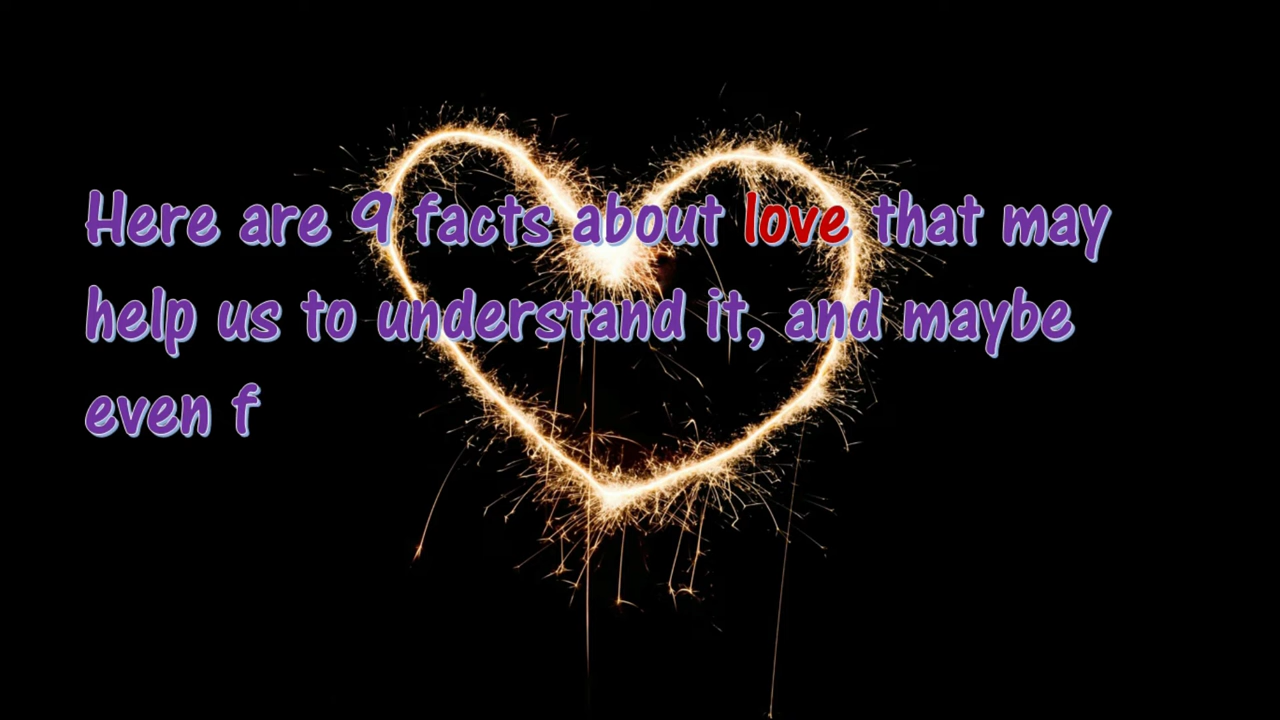 Here are 9 facts about love that may
help us to understand it, and maybe
even f